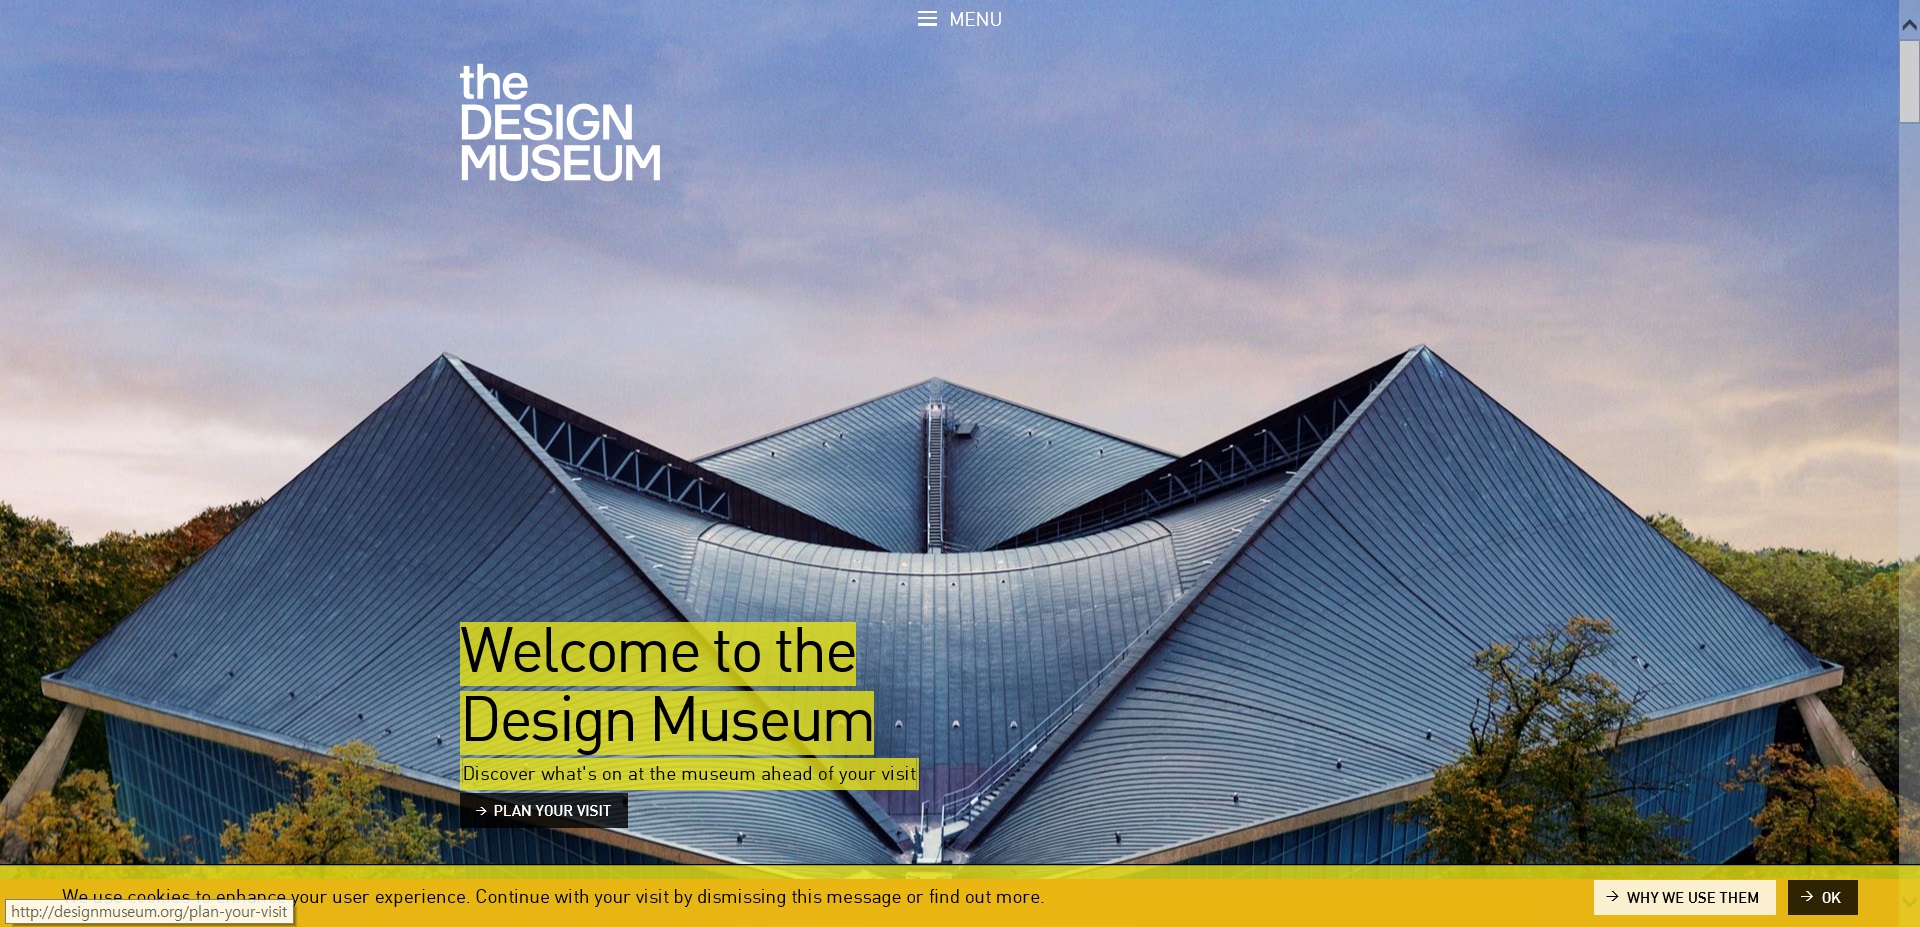 MENU
the
DESIGN
MUSEUM
Welcome to the
Design Museum
Discover what's on at the museum ahead of your visit
→ PLAN YOUR VISIT
We use cookies to enhance your user experience. Continue with your visit by dismissing this message or find out more.
→ WHY WE USE THEM
→ OK
http://designmuseum.org/plan-your-visit